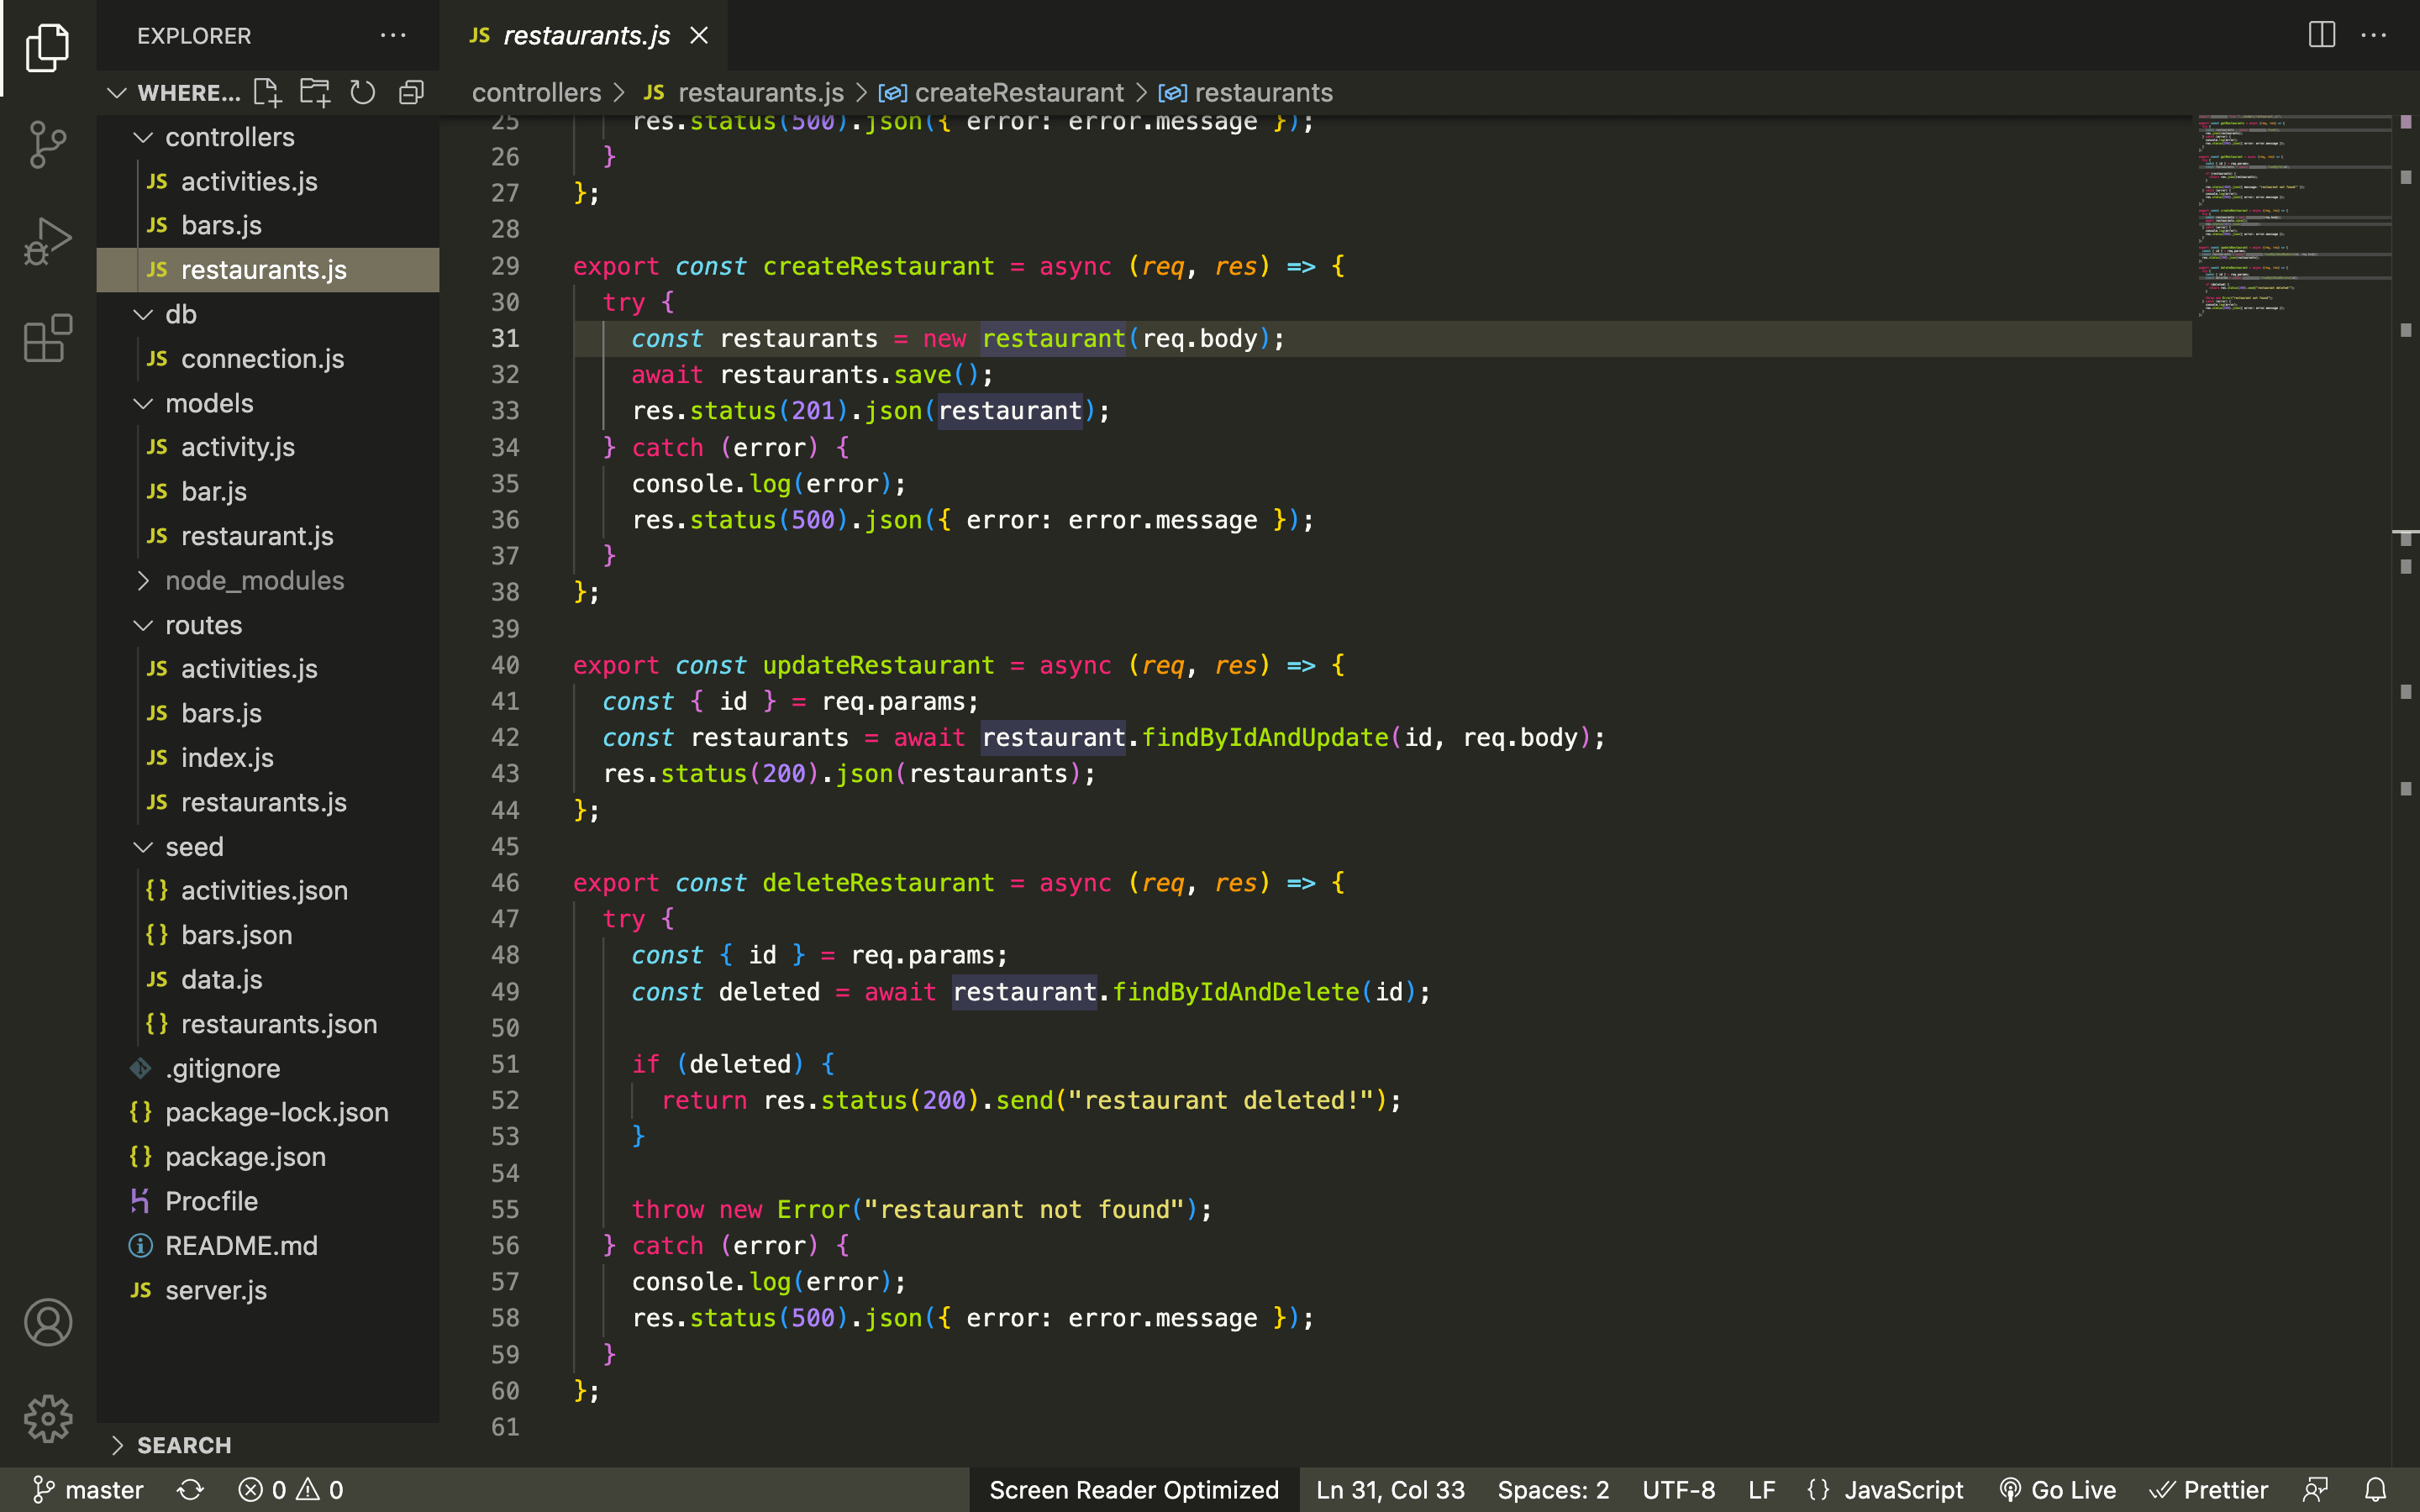 EXPLORER
WHERE...
controllers
JS activities.js
JS bars.js
JS restaurants.js
db
JS connection.js
models
JS activity.js
JS bar.js
JS restaurant.js
node_modules
routes
JS activities.js
JS bars.js
JS index.js
JS restaurants.js
seed
{} activities.json
{} bars.json
JS data.js
{} restaurants.json
.gitignore
{} package-lock.json
{} package.json
Procfile
README.md
JS server.js
SEARCH
JS restaurants.js
controllers > JS restaurants.js > createRestaurant > restaurants
25 res.status(500).json({ error: error.message });
26 }
27 };
28
29 export const createRestaurant = async (req, res) => {
30 try {
31 const restaurants = new restaurant(req.body);
32 await restaurants.save();
33 res.status(201).json(restaurant);
34 } catch (error) {
35 console.log(error);
36 res.status(500).json({ error: error.message });
37 }
38 };
39
40 export const updateRestaurant = async (req, res) => {
41 const { id } = req.params;
42 const restaurants = await restaurant.findByIdAndUpdate(id, req.body);
43 res.status(200).json(restaurants);
44 };
45
46 export const deleteRestaurant = async (req, res) => {
47 try {
48 const { id } = req.params;
49 const deleted = await restaurant.findByIdAndDelete(id);
50
51 if (deleted) {
52 return res.status(200).send("restaurant deleted!");
53 }
54
55 throw new Error("restaurant not found");
56 } catch (error) {
57 console.log(error);
58 res.status(500).json({ error: error.message });
59 }
60 };
61
master 0 0 Screen Reader Optimized Ln 31, Col 33 Spaces: 2 UTF-8 LF {} JavaScript Go Live Prettier